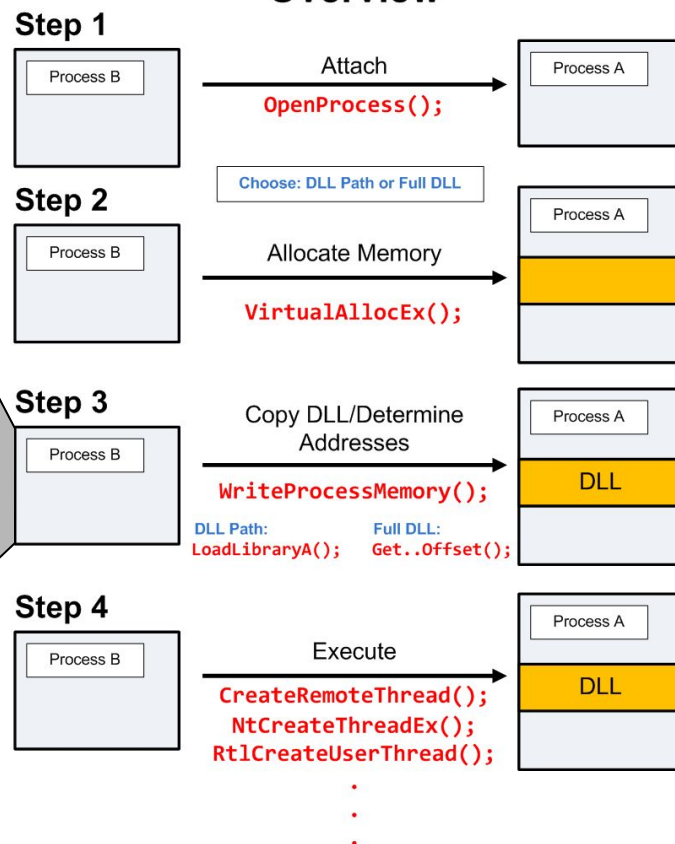 Overview
Step 1
Process B
Attach
OpenProcess();
Process A
Choose: DLL Path or Full DLL
Step 2
Process B
Allocate Memory
VirtualAllocEx();
Process A
Step 3
Process B
Copy DLL/Determine
Addresses
WriteProcessMemory();
DLL Path:
LoadLibraryA();
Full DLL:
Get..Offset();
Process A
DLL
Step 4
Process B
Execute
CreateRemoteThread();
NtCreateThreadEx();
RtlCreateUserThread();
.
.
.
Process A
DLL